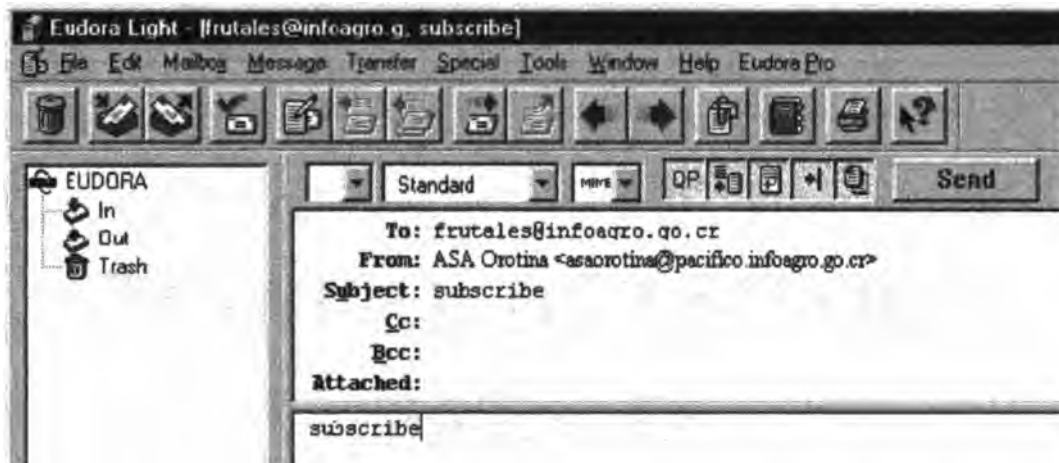 Eudora Light - [frutales@infoagro.g, subscribe]
File Edit Mailbox Message Transfer Special Tools Window Help Eudora Pro
EUDORA
In
Out
Trash
Standard MIME QP Send
To: frutales@infoagro.go.cr
From: ASA Orotina <asaorotina@pacifico.infoagro.go.cr>
Subject: subscribe
Cc:
Bcc:
Attached:
subscribe